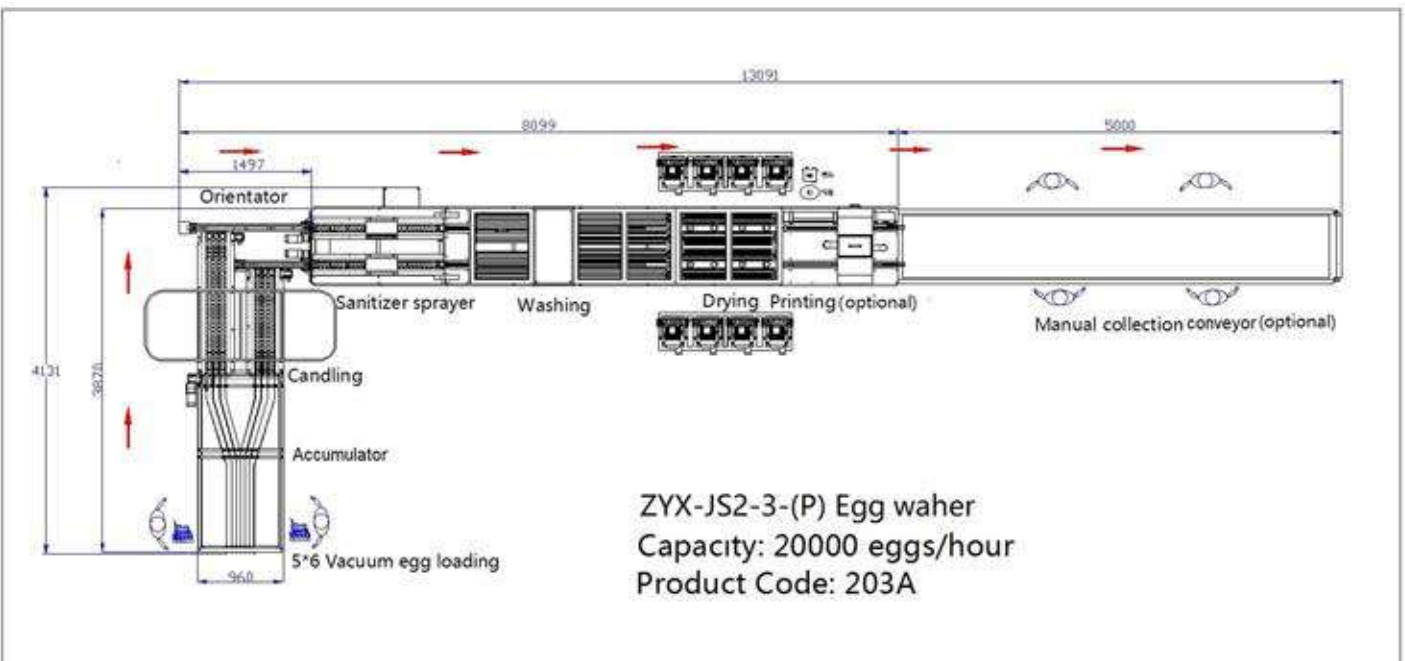 13091
8099
5000
1497
Orientator
Sanitizer sprayer
Washing
Drying
Printing(optional)
Manual collection conveyor(optional)
4131
3870
Candling
Accumulator
5*6 Vacuum egg loading
960
ZYX-JS2-3-(P) Egg waher
Capacity: 20000 eggs/hour
Product Code: 203A